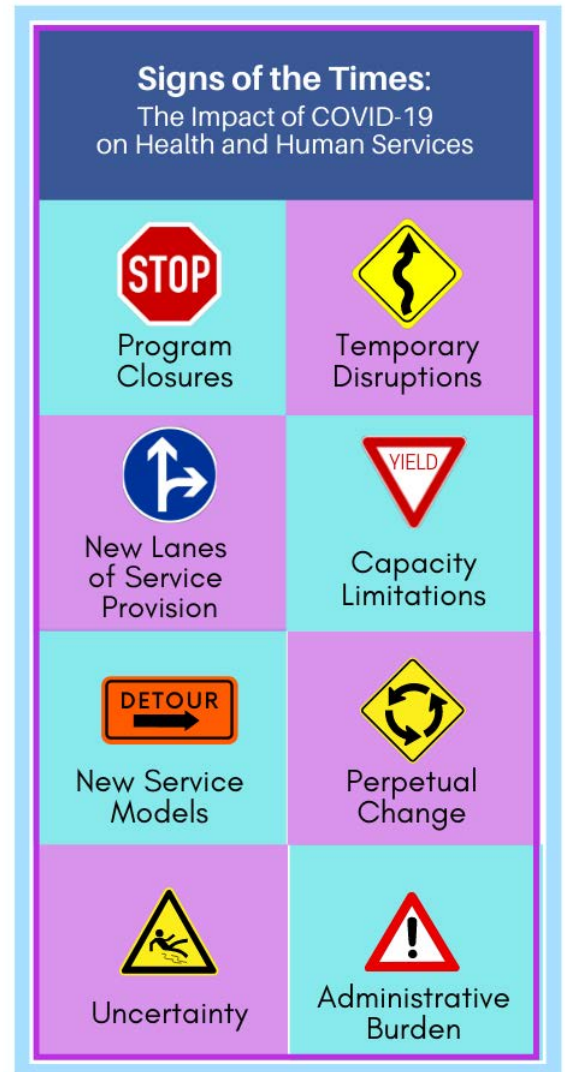 Signs of the Times:
The Impact of COVID-19
on Health and Human Services
STOP
Program
Closures
Temporary
Disruptions
New Lanes
of Service
Provision
YIELD
Capacity
Limitations
DETOUR
New Service
Models
Perpetual
Change
Uncertainty
!
Administrative
Burden